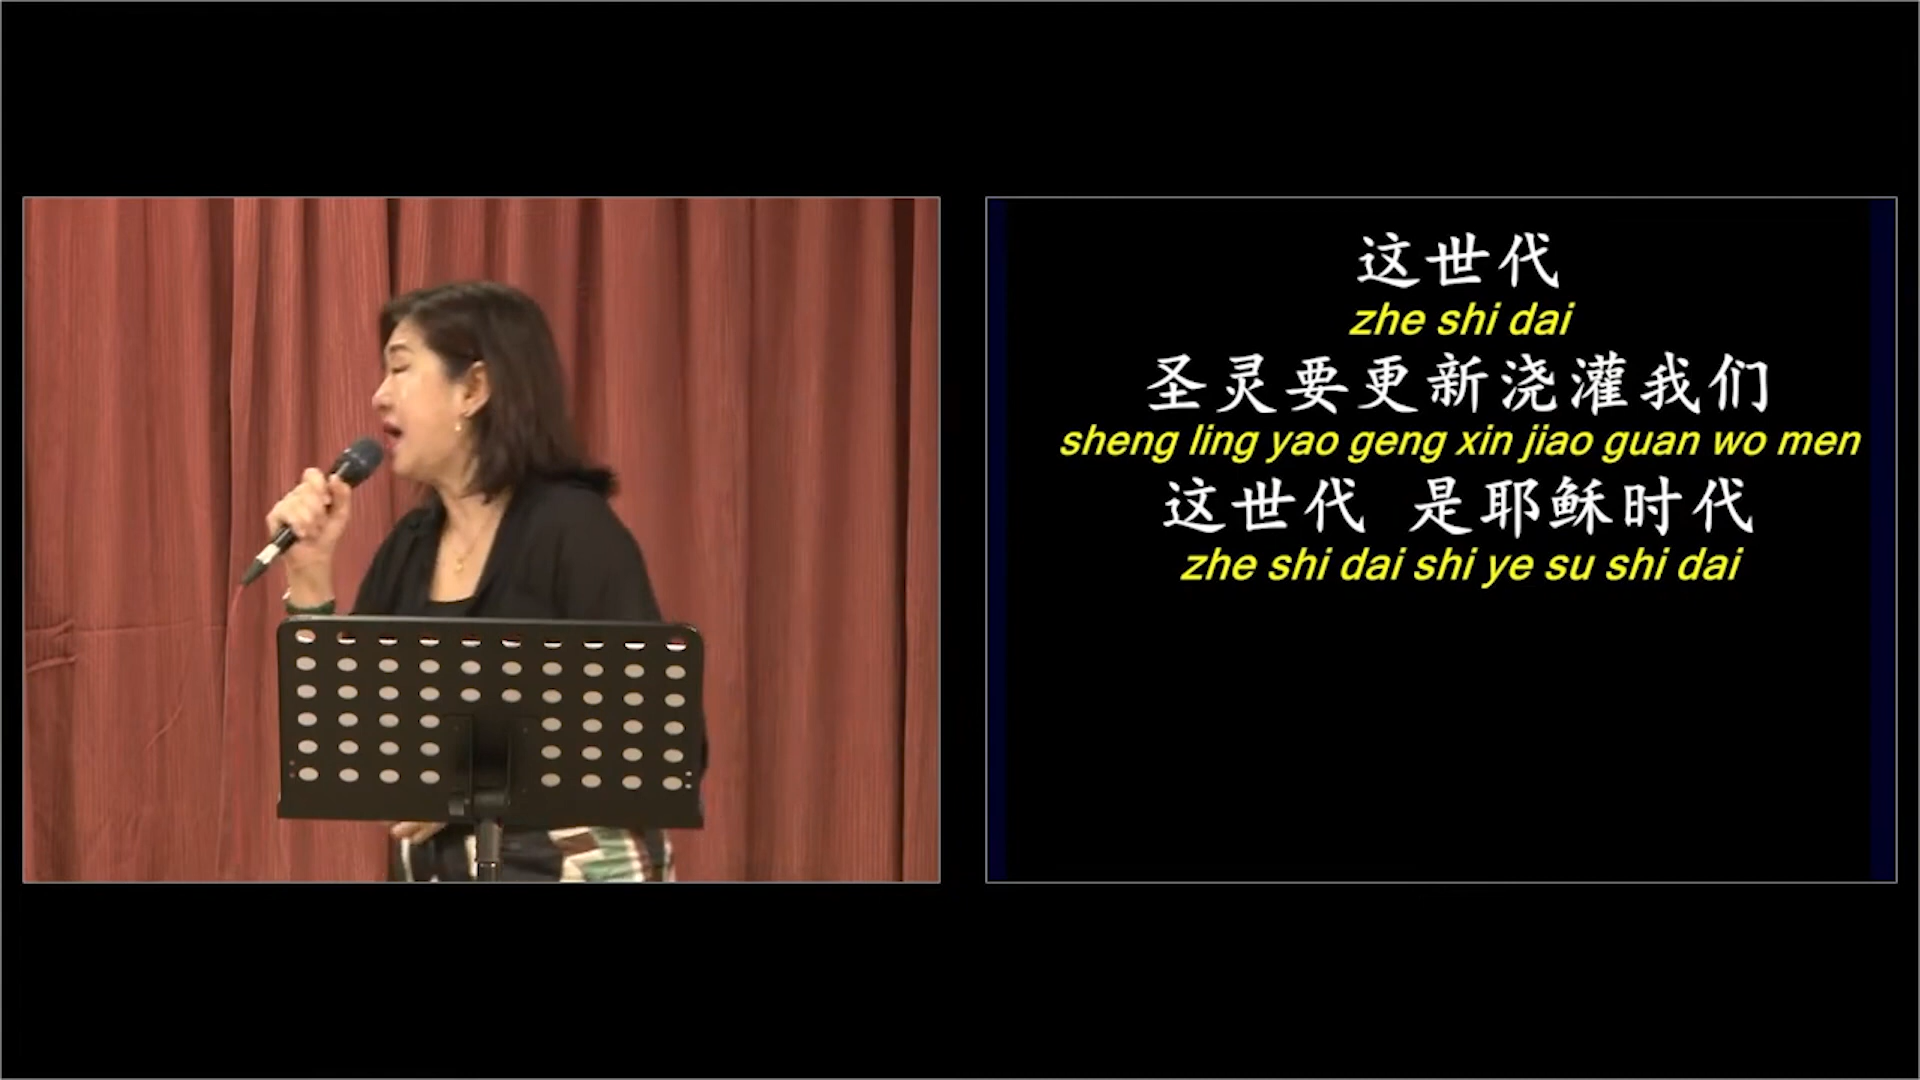 这世代
zhe shi dai
圣灵要更新浇灌我们
sheng ling yao geng xin jiao guan wo men
这世代 是耶稣时代
zhe shi dai shi ye su shi dai